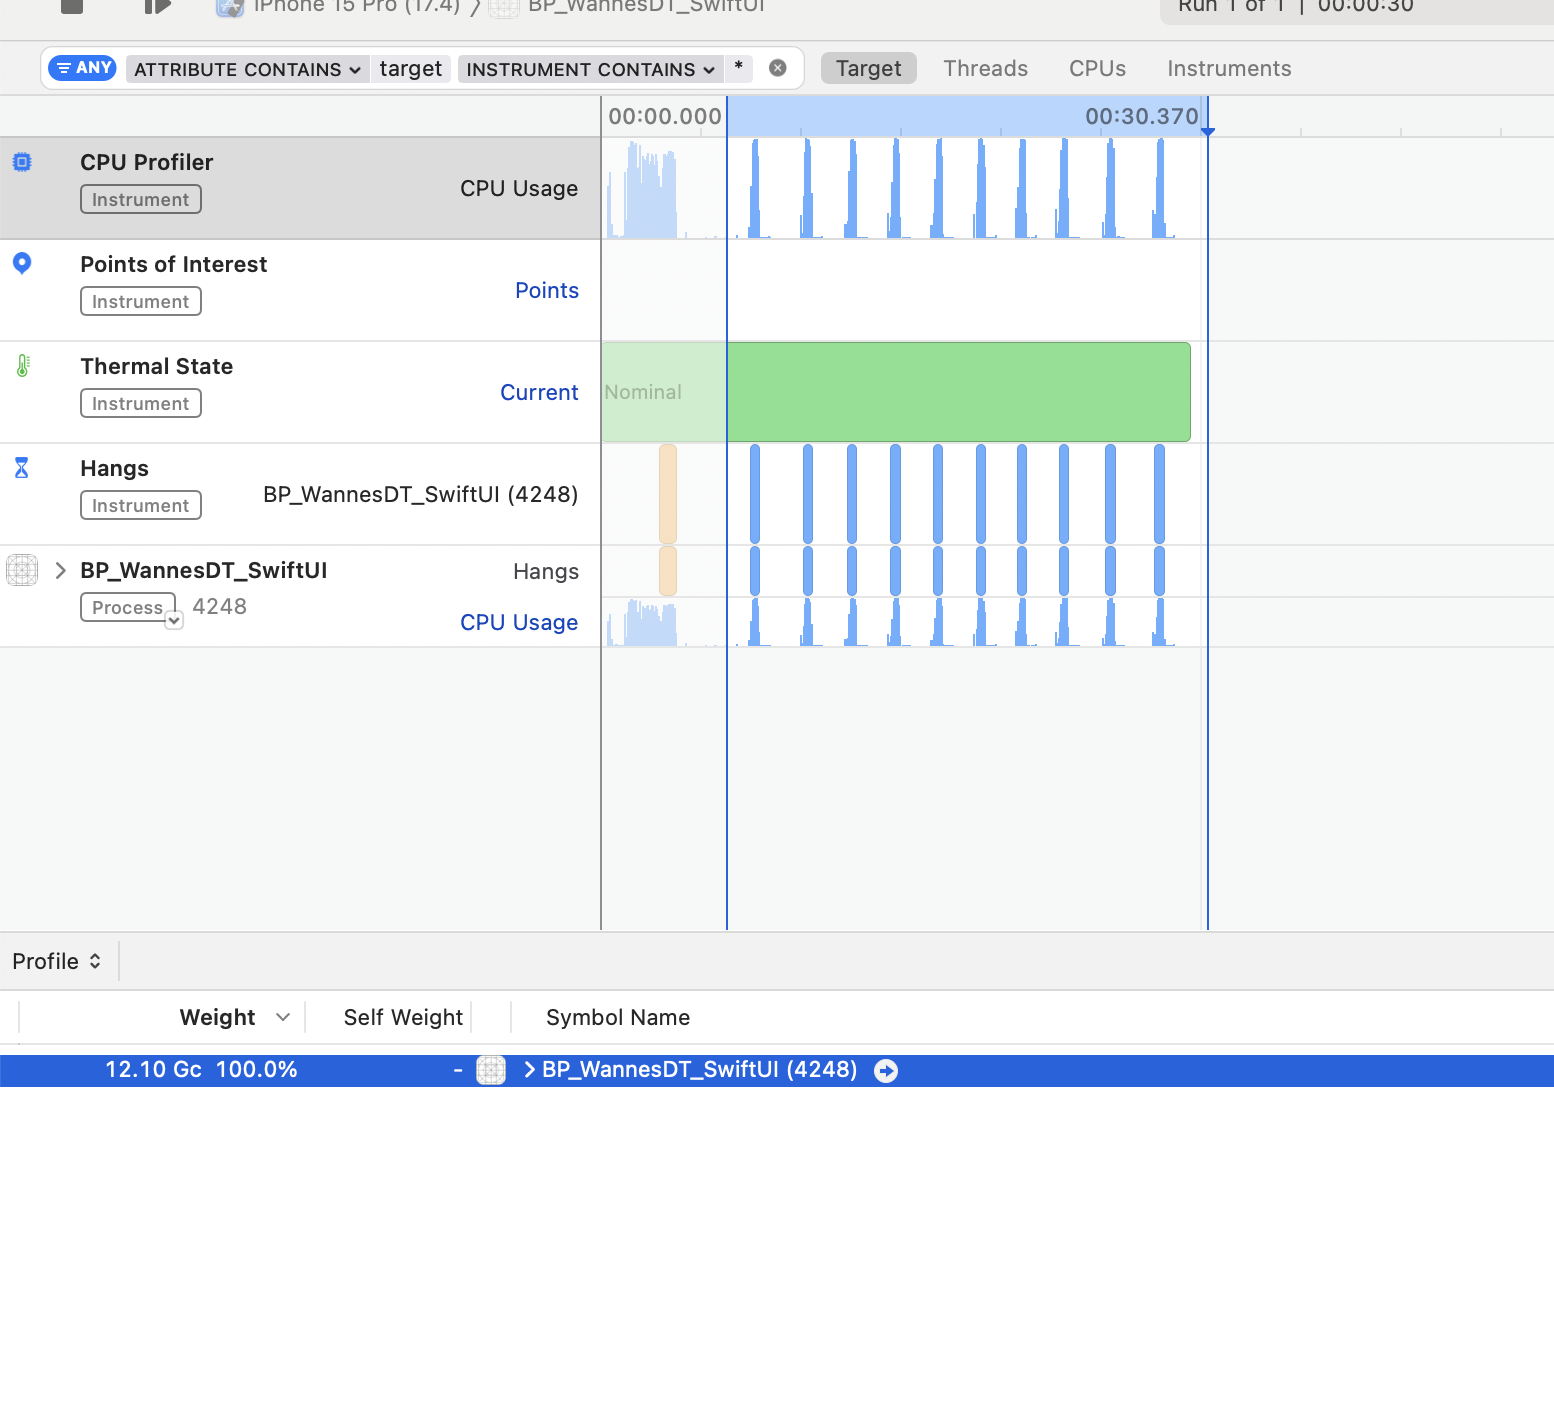 iPhone 15 Pro (17.4) 〉 BP_WannesDT_SwiftUI Run 1 of 1 | 00:00:30
ANY ATTRIBUTE CONTAINS target INSTRUMENT CONTAINS * Target Threads CPUs Instruments
00:00.000 00:30.370
CPU Profiler
Instrument
CPU Usage
Points of Interest
Instrument
Points
Thermal State
Instrument
Current
Nominal
Hangs
Instrument
BP_WannesDT_SwiftUI (4248)
BP_WannesDT_SwiftUI
Process 4248
Hangs
CPU Usage
Profile
Weight Self Weight Symbol Name
12.10 Gc 100.0% - BP_WannesDT_SwiftUI (4248)